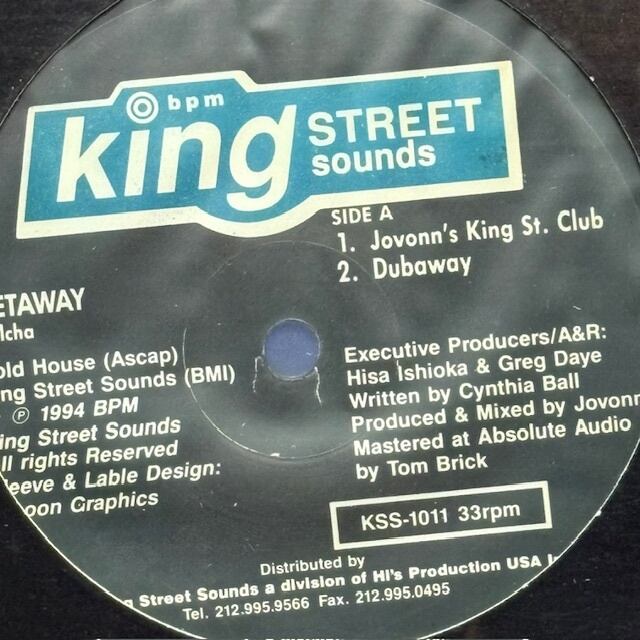 bpm
king STREET
sounds
SIDE A
1. Jovonn's King St. Club
2. Dubaway
ETAWAY
lcha
old House (Ascap)
ng Street Sounds (BMI)
℗ 1994 BPM
ing Street Sounds
ll rights Reserved
leeve & Lable Design:
oon Graphics
Executive Producers/A&R:
Hisa Ishioka & Greg Daye
Written by Cynthia Ball
Produced & Mixed by Jovonn
Mastered at Absolute Audio
by Tom Brick
KSS-1011 33rpm
Distributed by
g Street Sounds a division of HI's Production USA I
Tel. 212.995.9566 Fax. 212.995.0495